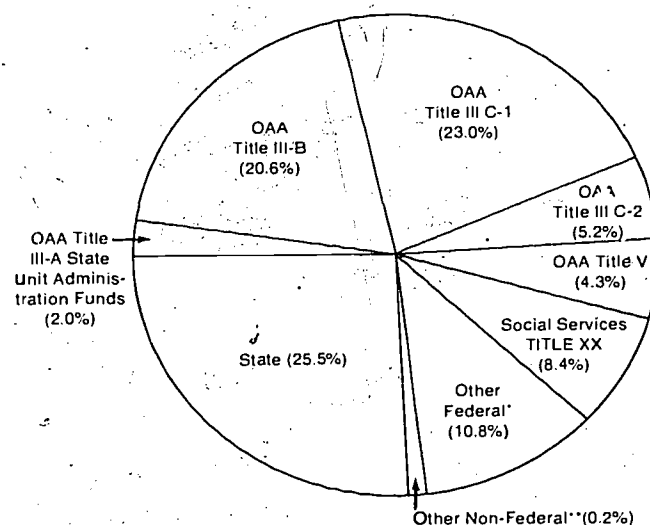 OAA
Title III C-1
(23.0%)
OAA
Title III-B
(20.6%)
OAA
Title III C-2
(5.2%)
OAA Title V
(4.3%)
OAA Title
III-A State
Unit Adminis-
tration Funds
(2.0%)
Social Services
TITLE XX
(8.4%)
State (25.5%)
Other
Federal*
(10.8%)
Other Non-Federal**(0.2%)